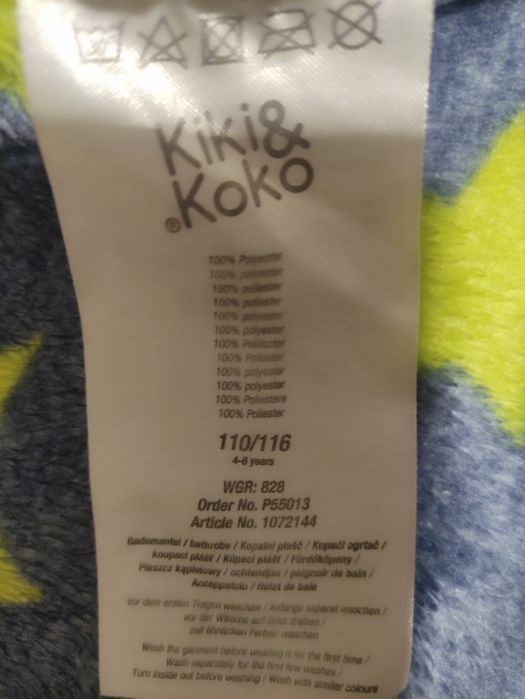 30
Kiki&
®Koko
100% Polyester
100% polyester
100% poliester
100% polyester
100% polyester
100% polyester
100% Poliészter
100% Poliester
100% polyester
100% polyester
100% Poliestere
100% Poliester
110/116
4-6 years
WGR: 828
Order No. P55013
Article No. 1072144
Bademantel / bathrobe / Kopalni plašč / Kupaći ogrtač /
koupací plášť / Kúpací plášť / Fürdőköpeny /
Płaszcz kąpielowy / ochtendjas / peignoir de bain /
Accappatoio / Halat de baie
Vor dem ersten Tragen waschen / Anfangs separat waschen /
vor der Wäsche auf links drehen /
mit ähnlichen Farben waschen
Wash the garment before wearing it for the first time /
Wash separately for the first few washes /
Turn inside out before washing / Wash with similar colours